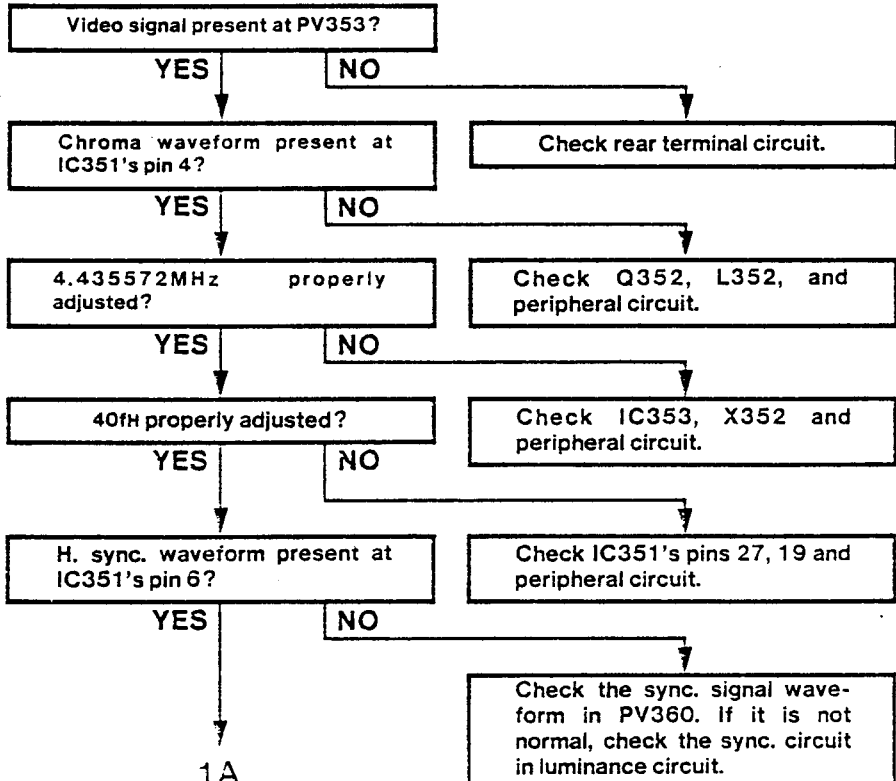 Video signal present at PV353?
YES NO
Chroma waveform present at
IC351's pin 4?
Check rear terminal circuit.
YES NO
4.435572MHz properly
adjusted?
Check Q352, L352, and
peripheral circuit.
YES NO
40fH properly adjusted?
Check IC353, X352 and
peripheral circuit.
YES NO
H. sync. waveform present at
IC351's pin 6?
Check IC351's pins 27, 19 and
peripheral circuit.
YES NO
Check the sync. signal wave-
form in PV360. If it is not
normal, check the sync. circuit
in luminance circuit.
1A